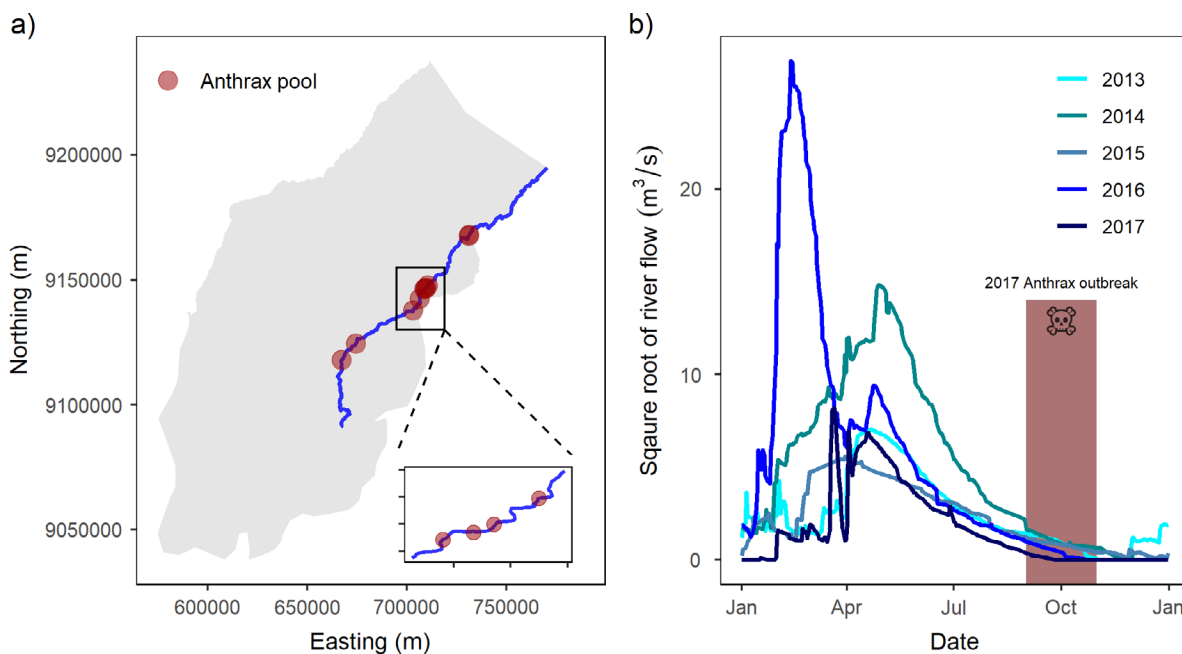 a)
Anthrax pool
Northing (m)
9200000
9150000
9100000
9050000
600000
650000
700000
750000
Easting (m)
b)
Sqaure root of river flow (m³/s)
20
10
0
2013
2014
2015
2016
2017
2017 Anthrax outbreak
Jan
Apr
Jul
Oct
Jan
Date